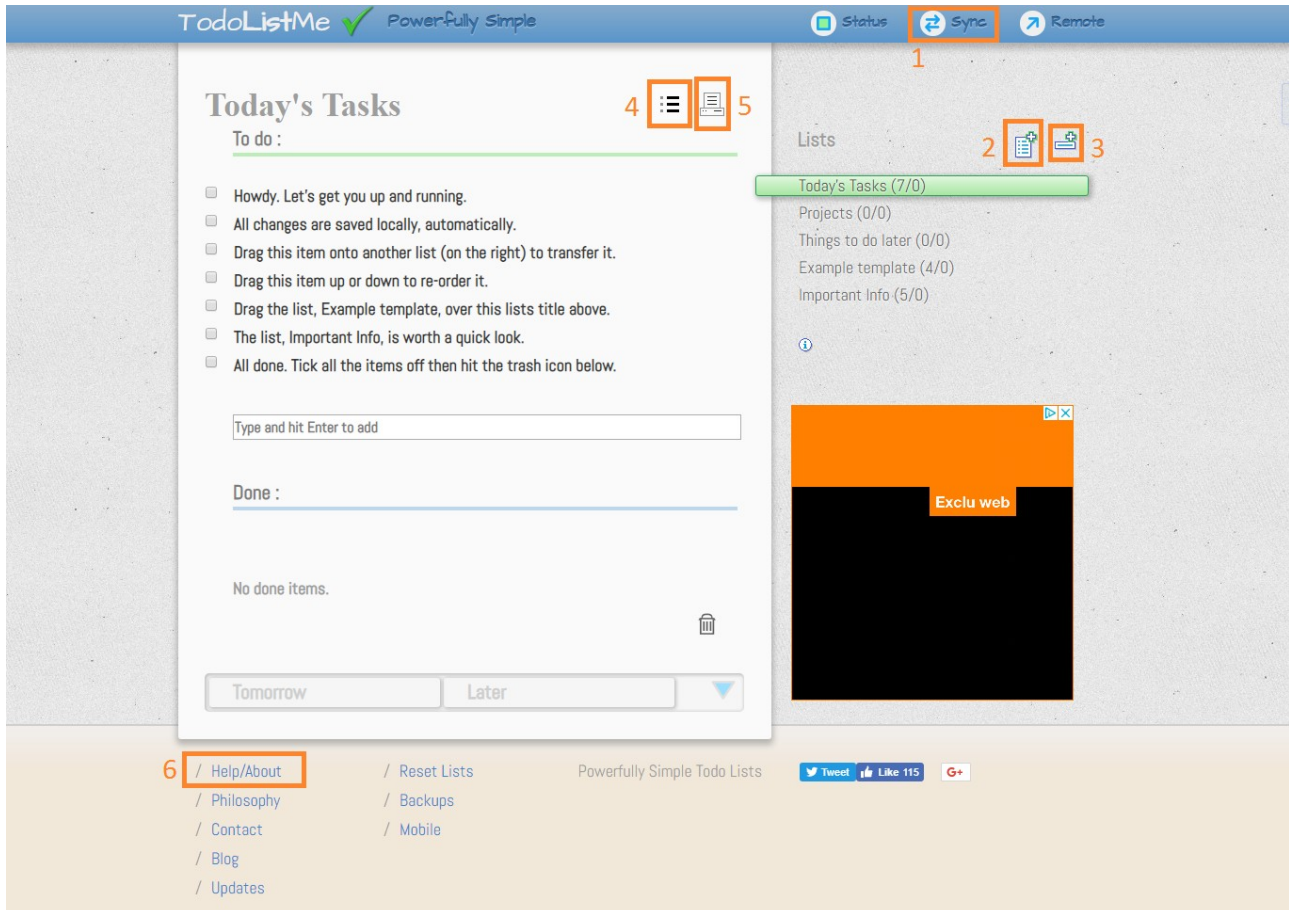 TodoListMe Powerfully Simple
Status Sync Remote
1
Today's Tasks
4 5
To do :
Howdy. Let's get you up and running.
All changes are saved locally, automatically.
Drag this item onto another list (on the right) to transfer it.
Drag this item up or down to re-order it.
Drag the list, Example template, over this lists title above.
The list, Important Info, is worth a quick look.
All done. Tick all the items off then hit the trash icon below.
Type and hit Enter to add
Done :
No done items.
Tomorrow Later
Lists 2 3
Today's Tasks (7/0)
Projects (0/0)
Things to do later (0/0)
Example template (4/0)
Important Info (5/0)
Exclu web
6 / Help/About
/ Philosophy
/ Contact
/ Blog
/ Updates
/ Reset Lists
/ Backups
/ Mobile
Powerfully Simple Todo Lists
Tweet Like 115 G+